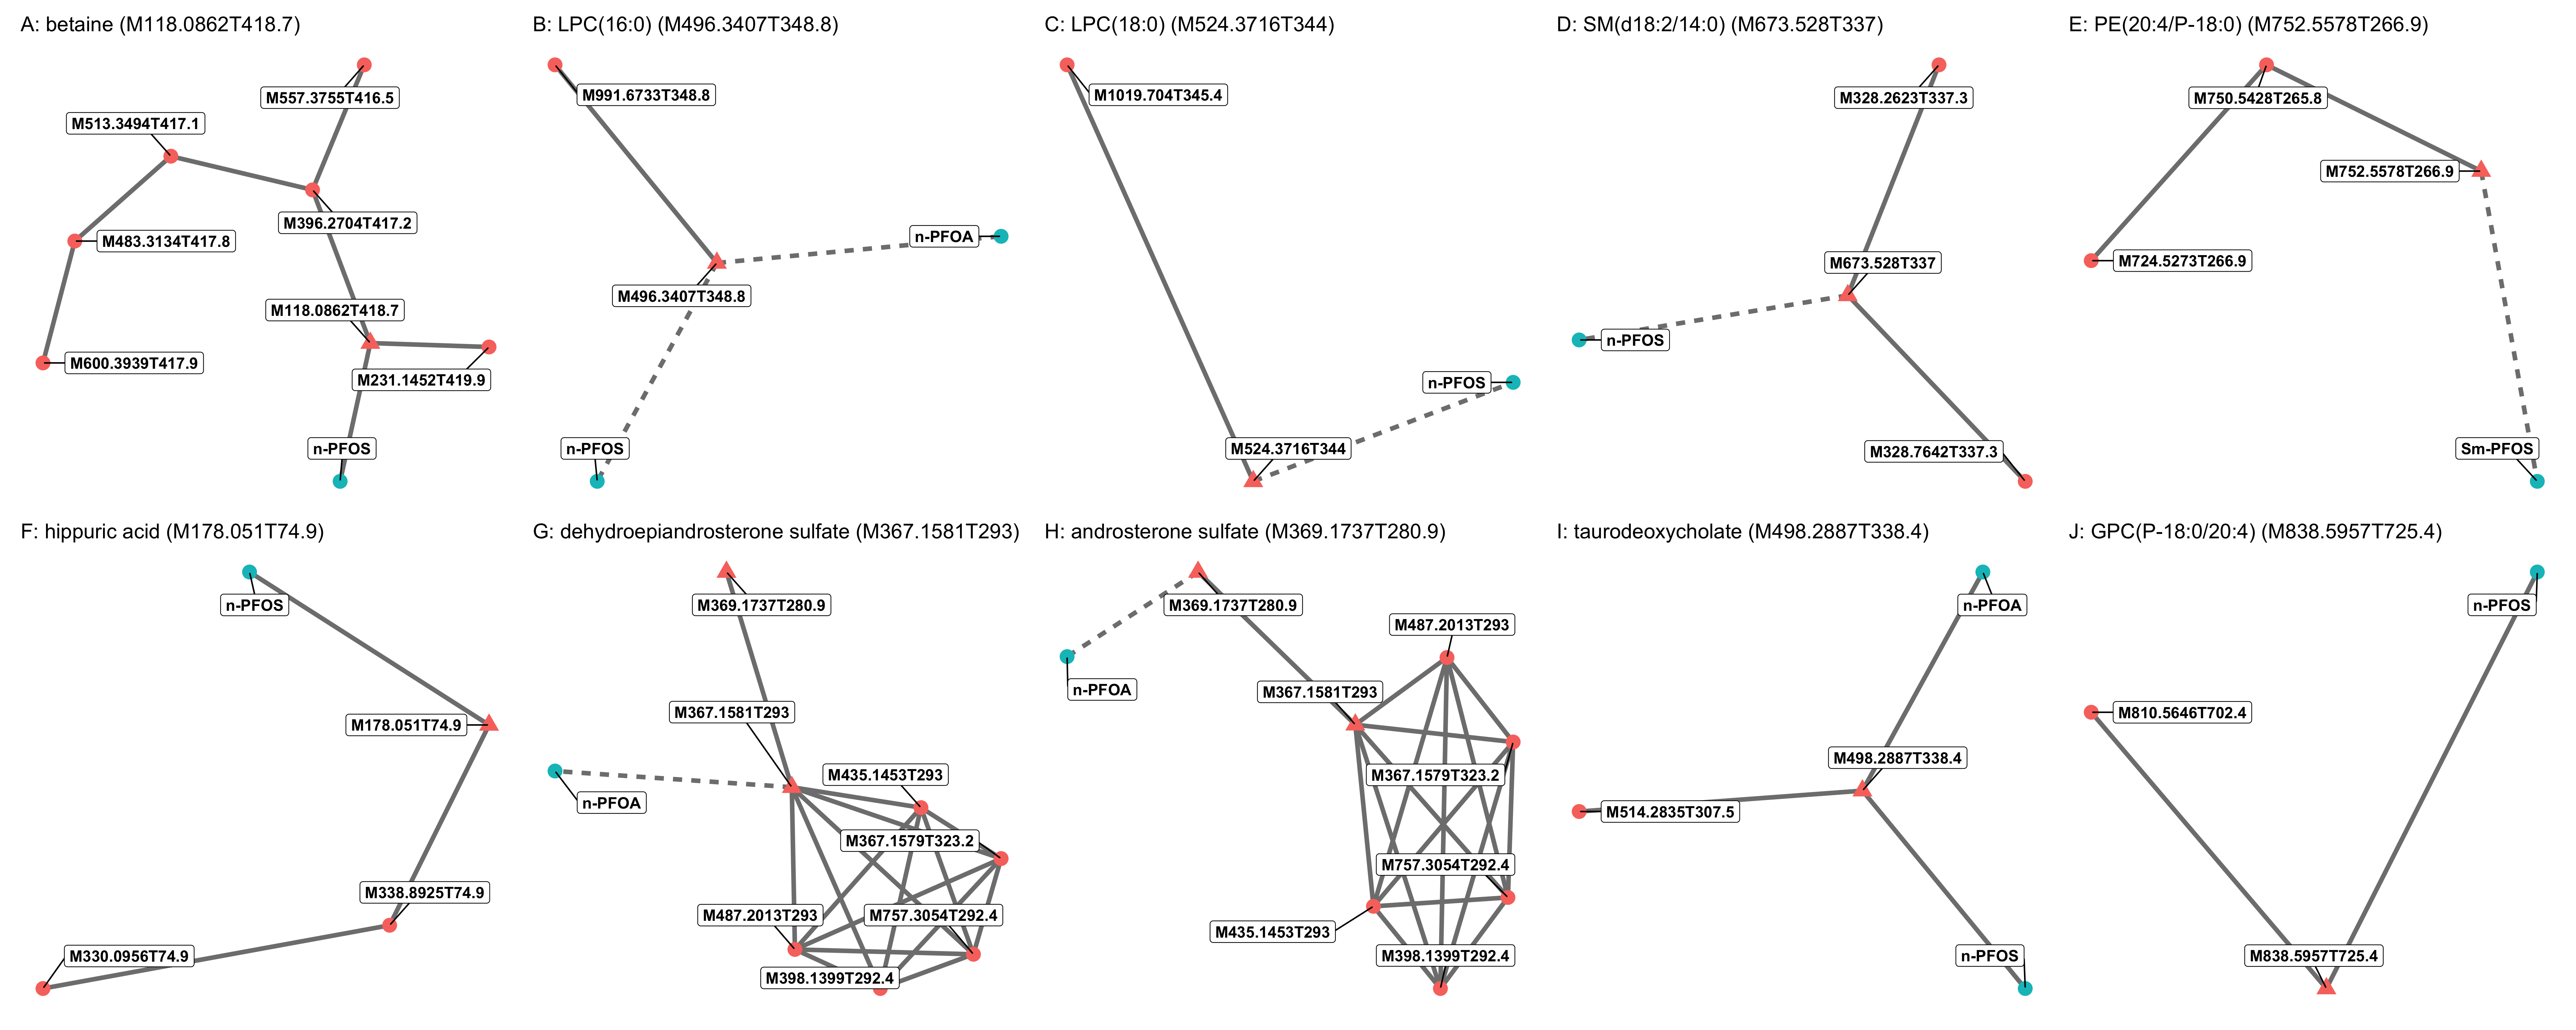 A: betaine (M118.0862T418.7)
M557.3755T416.5
M513.3494T417.1
M396.2704T417.2
M483.3134T417.8
M118.0862T418.7
M600.3939T417.9
M231.1452T419.9
n-PFOS
B: LPC(16:0) (M496.3407T348.8)
M991.6733T348.8
n-PFOA
M496.3407T348.8
n-PFOS
C: LPC(18:0) (M524.3716T344)
M1019.704T345.4
n-PFOS
M524.3716T344
D: SM(d18:2/14:0) (M673.528T337)
M328.2623T337.3
M673.528T337
n-PFOS
M328.7642T337.3
E: PE(20:4/P-18:0) (M752.5578T266.9)
M750.5428T265.8
M752.5578T266.9
M724.5273T266.9
Sm-PFOS
F: hippuric acid (M178.051T74.9)
n-PFOS
M178.051T74.9
M338.8925T74.9
M330.0956T74.9
G: dehydroepiandrosterone sulfate (M367.1581T293)
M369.1737T280.9
M367.1581T293
M435.1453T293
n-PFOA
M367.1579T323.2
M487.2013T293
M757.3054T292.4
M398.1399T292.4
H: androsterone sulfate (M369.1737T280.9)
M369.1737T280.9
M487.2013T293
n-PFOA
M367.1581T293
M367.1579T323.2
M757.3054T292.4
M435.1453T293
M398.1399T292.4
I: taurodeoxycholate (M498.2887T338.4)
n-PFOA
M498.2887T338.4
M514.2835T307.5
n-PFOS
J: GPC(P-18:0/20:4) (M838.5957T725.4)
n-PFOS
M810.5646T702.4
M838.5957T725.4